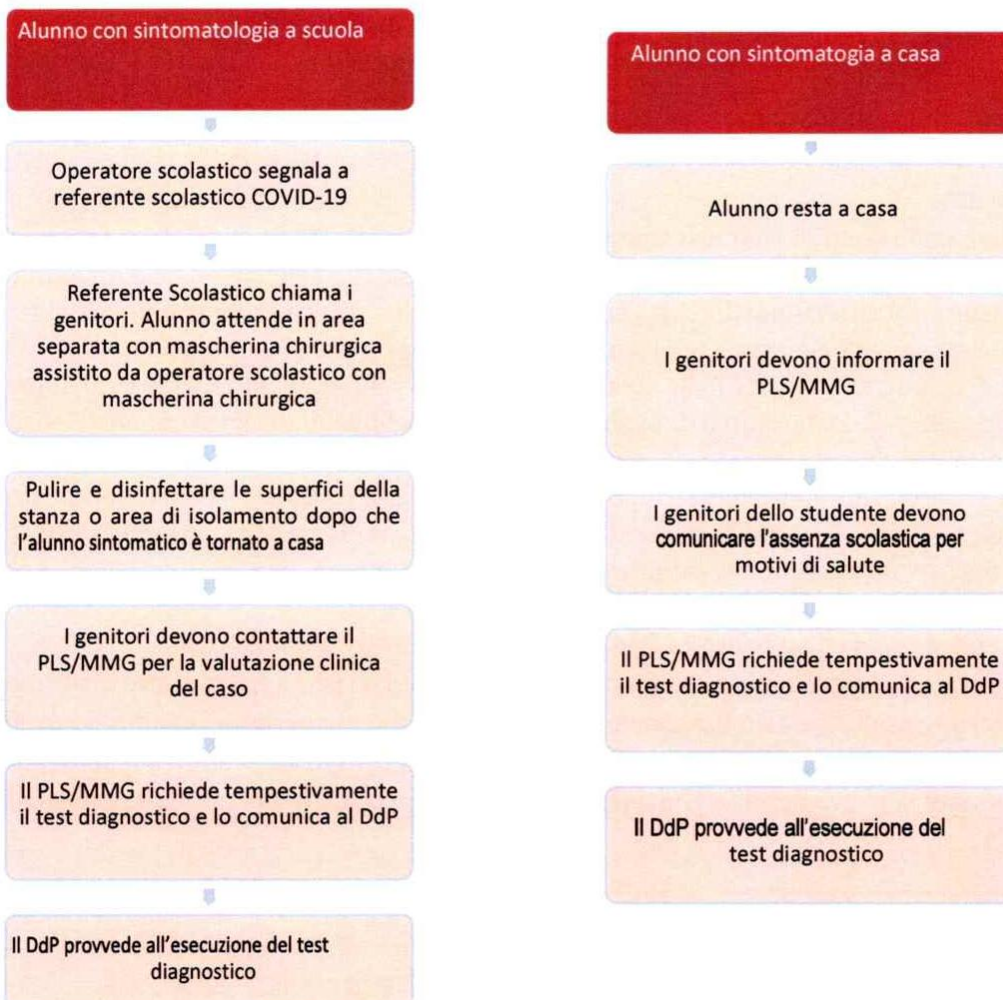 Alunno con sintomatologia a scuola
Operatore scolastico segnala a
referente scolastico COVID-19
Referente Scolastico chiama i
genitori. Alunno attende in area
separata con mascherina chirurgica
assistito da operatore scolastico con
mascherina chirurgica
Pulire e disinfettare le superfici della
stanza o area di isolamento dopo che
l'alunno sintomatico è tornato a casa
I genitori devono contattare il
PLS/MMG per la valutazione clinica
del caso
Il PLS/MMG richiede tempestivamente
il test diagnostico e lo comunica al DdP
Il DdP provvede all'esecuzione del test
diagnostico
Alunno con sintomatogia a casa
Alunno resta a casa
I genitori devono informare il
PLS/MMG
I genitori dello studente devono
comunicare l'assenza scolastica per
motivi di salute
Il PLS/MMG richiede tempestivamente
il test diagnostico e lo comunica al DdP
Il DdP provvede all'esecuzione del
test diagnostico